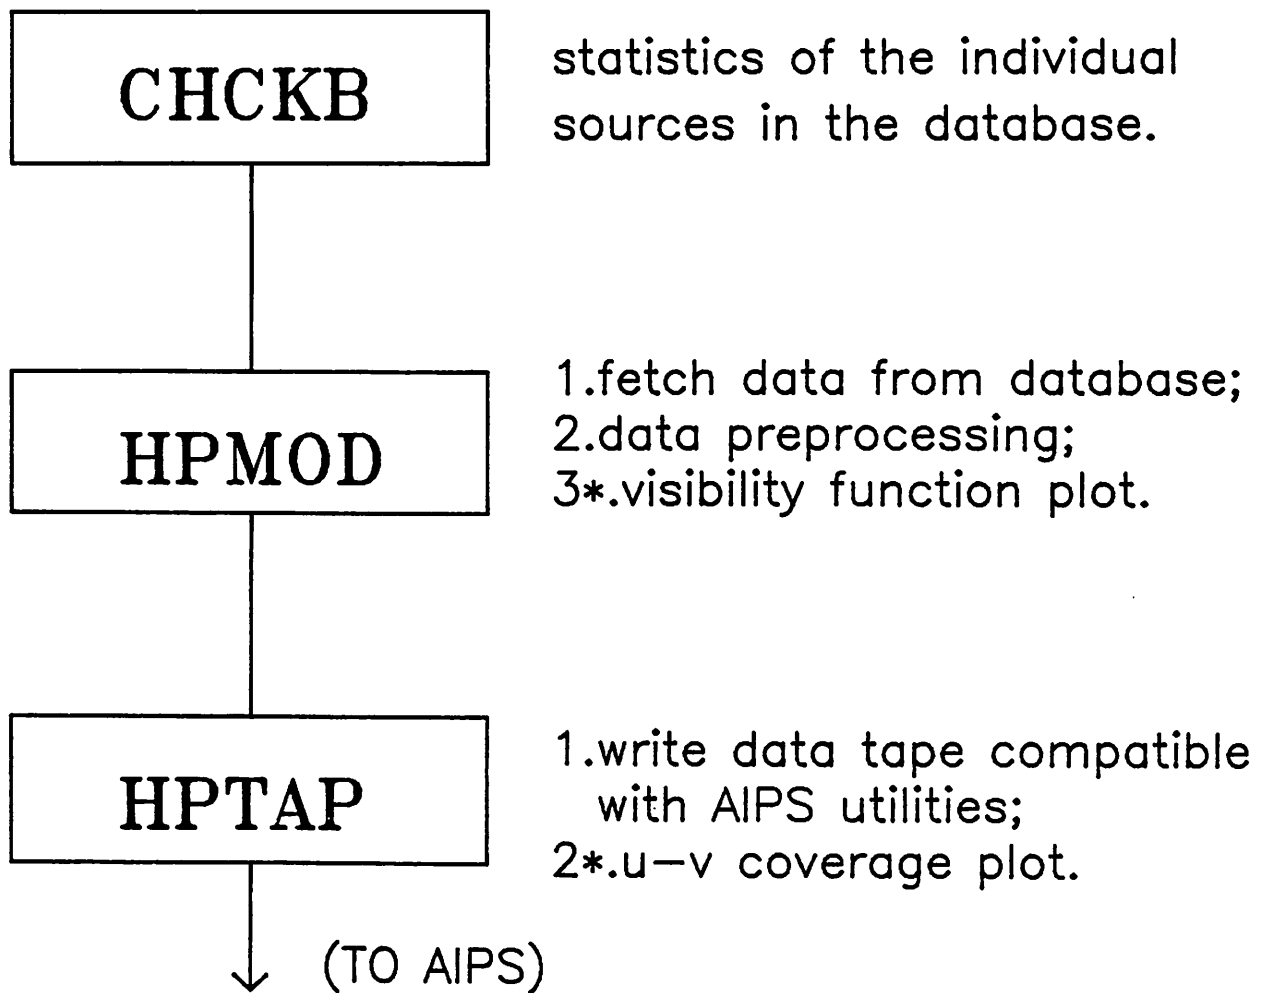 CHCKB
statistics of the individual
sources in the database.
HPMOD
1.fetch data from database;
2.data preprocessing;
3*.visibility function plot.
HPTAP
1.write data tape compatible
with AIPS utilities;
2*.u-v coverage plot.
(TO AIPS)